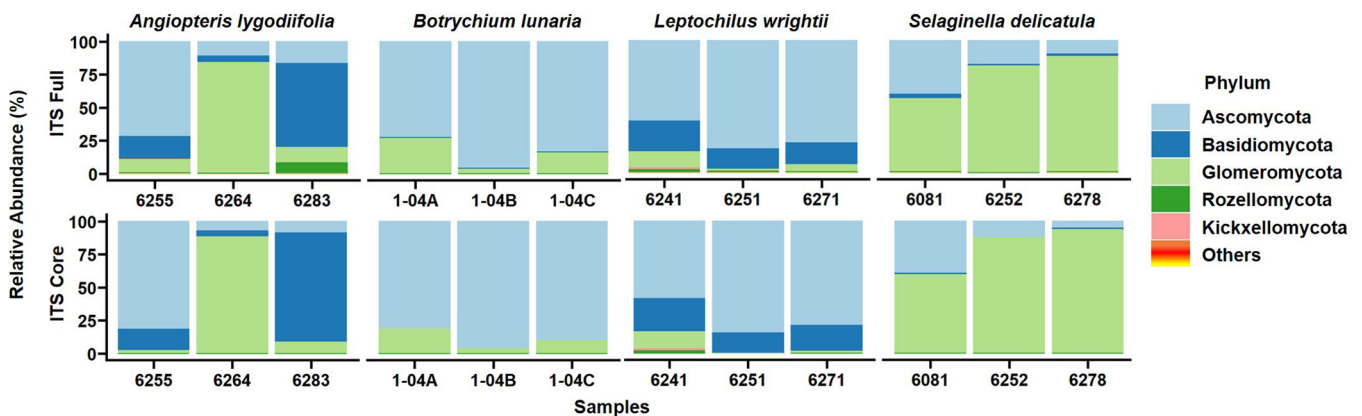 Angiopteris lygodiifolia Botrychium lunaria Leptochilus wrightii Selaginella delicatula
Relative Abundance (%)
ITS Full
100
75
50
25
0
6255 6264 6283 1-04A 1-04B 1-04C 6241 6251 6271 6081 6252 6278
ITS Core
100
75
50
25
0
6255 6264 6283 1-04A 1-04B 1-04C 6241 6251 6271 6081 6252 6278
Samples
Phylum
Ascomycota
Basidiomycota
Glomeromycota
Rozellomycota
Kickxellomycota
Others